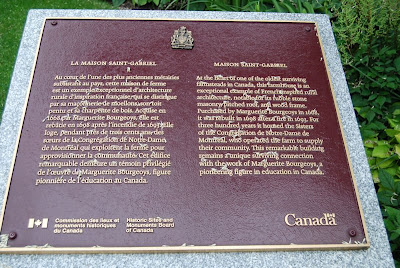 LA MAISON SAINT-GABRIEL
Au cœur de l'une des plus anciennes métairies
subsistant au pays, cette maison de ferme
est un exemple exceptionnel d'architecture
rurale d'inspiration française, qui se distingue
par sa maçonnerie de moellons, son toit
pentu et sa charpente de bois. Acquise en
1668 par Marguerite Bourgeoys, elle est
rebâtie en 1698 après l'incendie de 1693. Elle
loge, pendant près de trois cents ans, des
sœurs de la Congrégation de Notre-Dame
de Montréal qui exploitent la ferme pour
approvisionner la communauté. Cet édifice
remarquable demeure un témoin privilégié
de l'œuvre de Marguerite Bourgeoys, figure
pionnière de l'éducation au Canada.
MAISON SAINT-GABRIEL
At the heart of one of the oldest surviving
farmsteads in Canada, this farmhouse is an
exceptional example of French-inspired rural
architecture, notable for its rubble stone
masonry, pitched roof, and wood frame.
Purchased by Marguerite Bourgeoys in 1668,
it was rebuilt in 1698 after a fire in 1693. For
three hundred years it housed the Sisters
of the Congrégation de Notre-Dame de
Montréal, who operated the farm to supply
their community. This remarkable building
remains a unique surviving connection
with the work of Marguerite Bourgeoys, a
pioneering figure in education in Canada.
Commission des lieux et
monuments historiques
du Canada
Historic Sites and
Monuments Board
of Canada
Canada